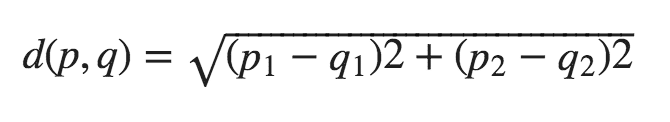 d(p, q) = √(p₁ − q₁)2 + (p₂ − q₂)2